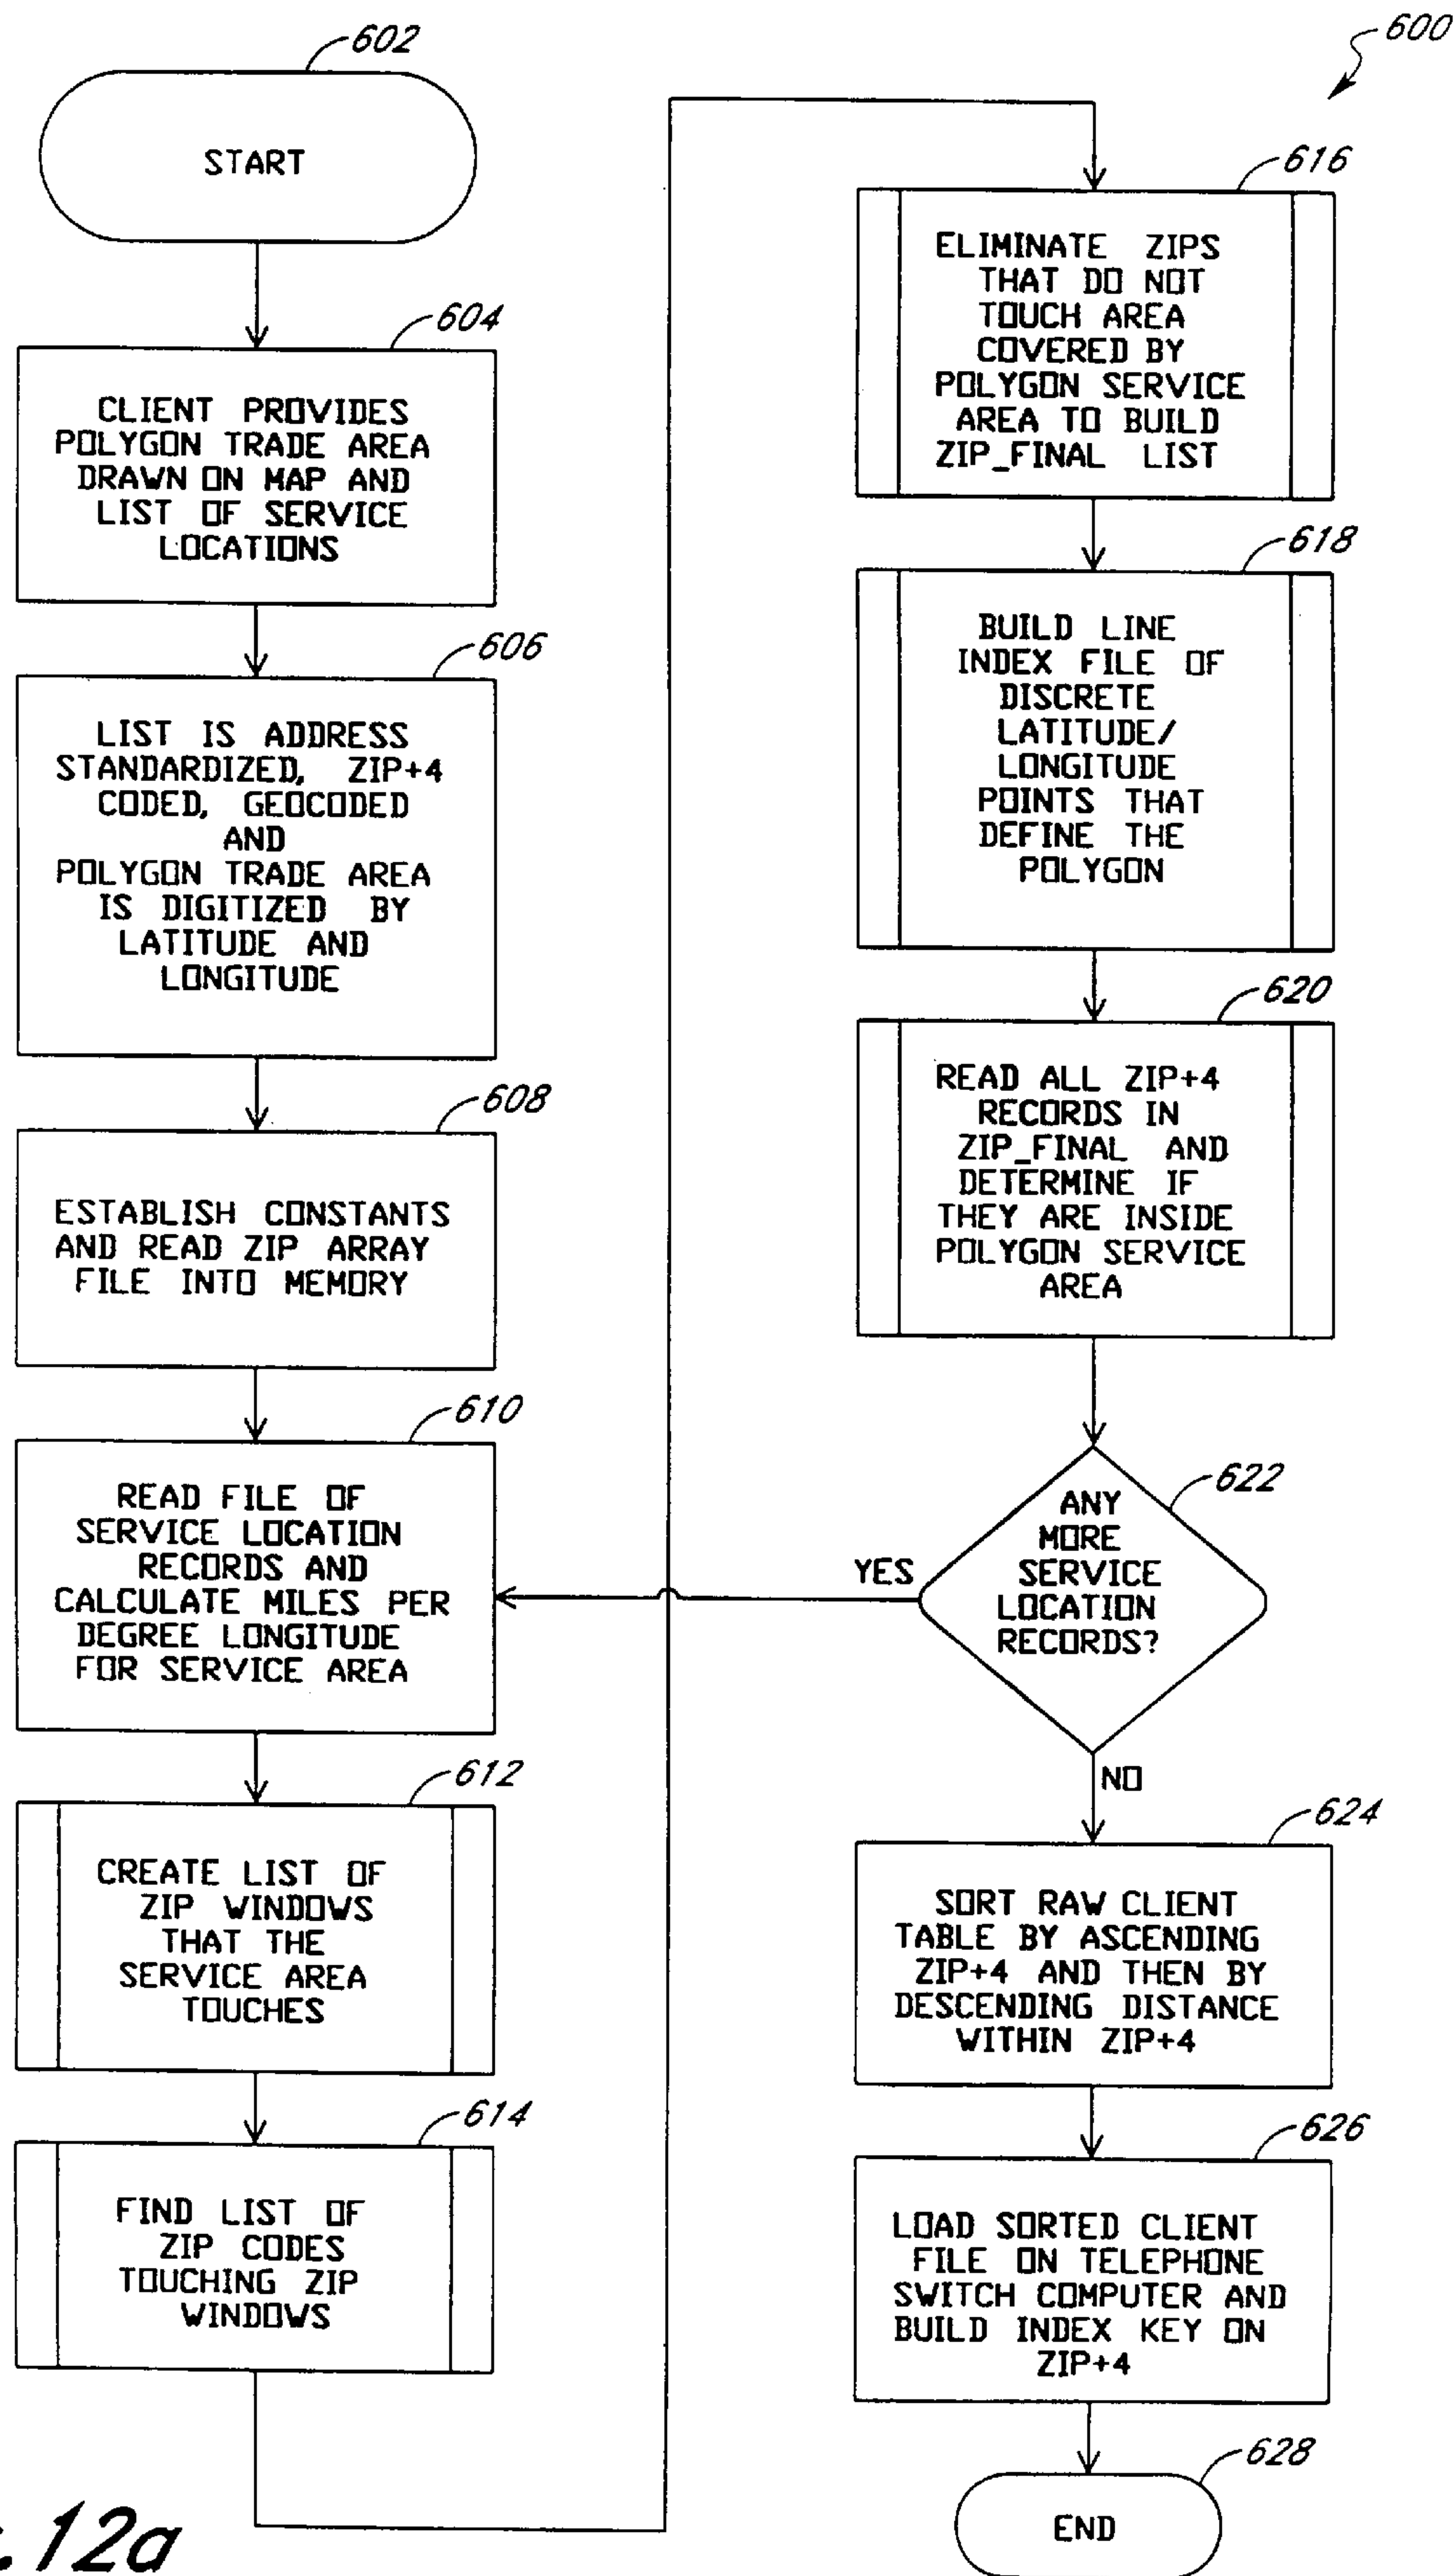 600
602
START
604
CLIENT PROVIDES
POLYGON TRADE AREA
DRAWN ON MAP AND
LIST OF SERVICE
LOCATIONS
606
LIST IS ADDRESS
STANDARDIZED, ZIP+4
CODED, GEOCODED
AND
POLYGON TRADE AREA
IS DIGITIZED BY
LATITUDE AND
LONGITUDE
608
ESTABLISH CONSTANTS
AND READ ZIP ARRAY
FILE INTO MEMORY
610
READ FILE OF
SERVICE LOCATION
RECORDS AND
CALCULATE MILES PER
DEGREE LONGITUDE
FOR SERVICE AREA
612
CREATE LIST OF
ZIP WINDOWS
THAT THE
SERVICE AREA
TOUCHES
614
FIND LIST OF
ZIP CODES
TOUCHING ZIP
WINDOWS
616
ELIMINATE ZIPS
THAT DO NOT
TOUCH AREA
COVERED BY
POLYGON SERVICE
AREA TO BUILD
ZIP_FINAL LIST
618
BUILD LINE
INDEX FILE OF
DISCRETE
LATITUDE/
LONGITUDE
POINTS THAT
DEFINE THE
POLYGON
620
READ ALL ZIP+4
RECORDS IN
ZIP_FINAL AND
DETERMINE IF
THEY ARE INSIDE
POLYGON SERVICE
AREA
622
ANY
MORE
SERVICE
LOCATION
RECORDS?
YES
NO
624
SORT RAW CLIENT
TABLE BY ASCENDING
ZIP+4 AND THEN BY
DESCENDING DISTANCE
WITHIN ZIP+4
626
LOAD SORTED CLIENT
FILE ON TELEPHONE
SWITCH COMPUTER AND
BUILD INDEX KEY ON
ZIP+4
628
END
. 12a